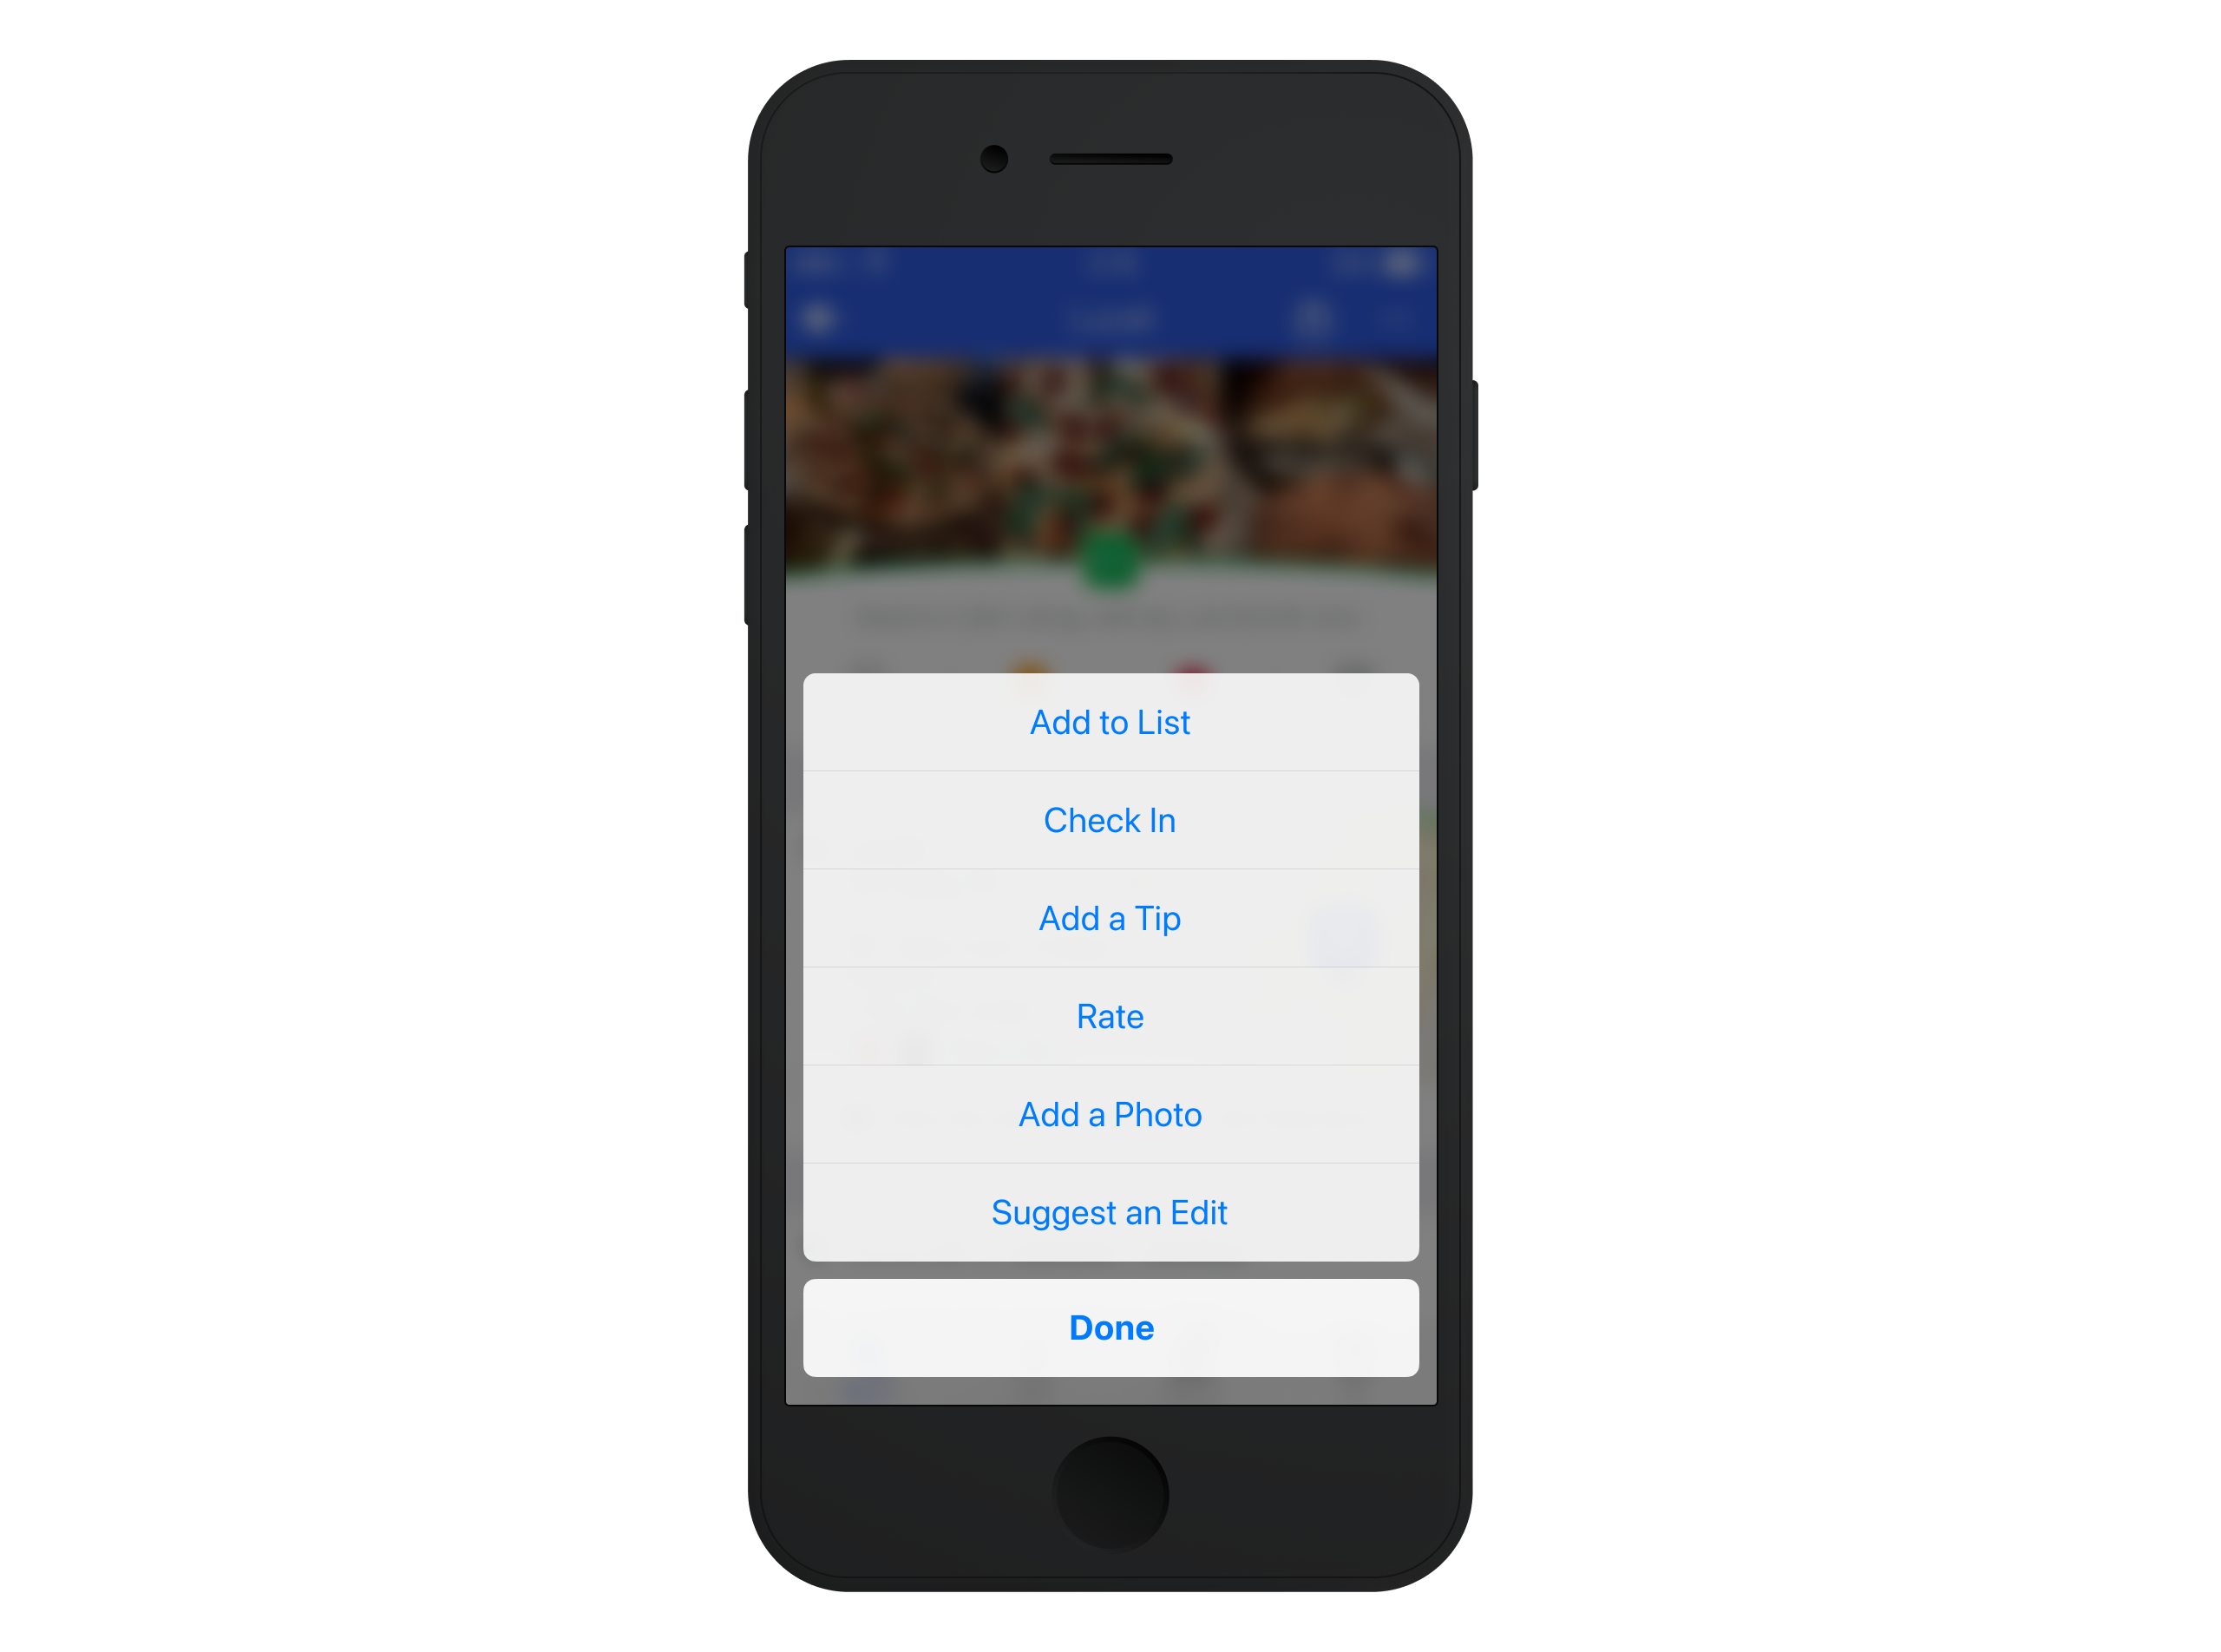 Add to List
Check In
Add a Tip
Rate
Add a Photo
Suggest an Edit
Done